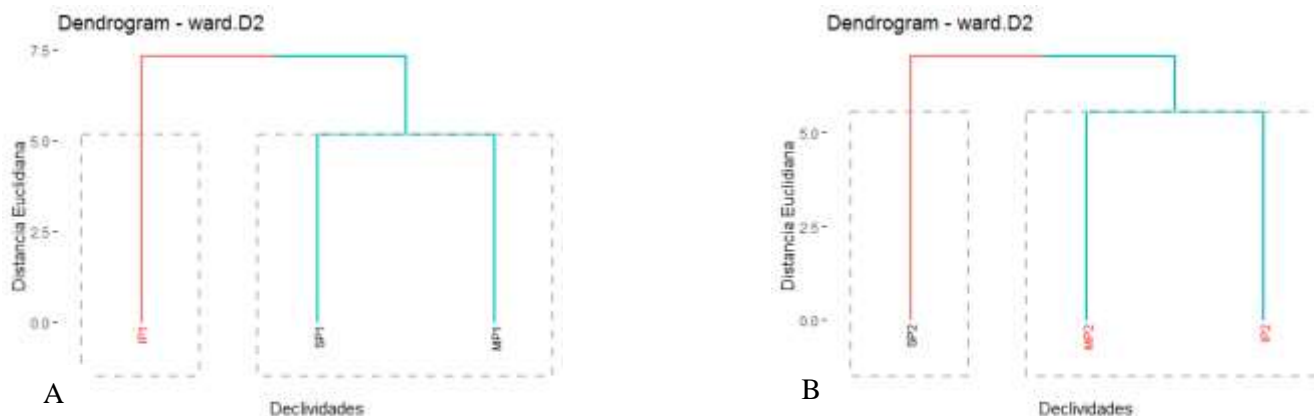 Dendrogram - ward.D2
7.5
5.0
2.5
0.0
Distancia Euclidiana
IP1
SP1
MP1
Declividades
A
Dendrogram - ward.D2
5.0
2.5
0.0
Distancia Euclidiana
SP2
MP2
IP2
Declividades
B